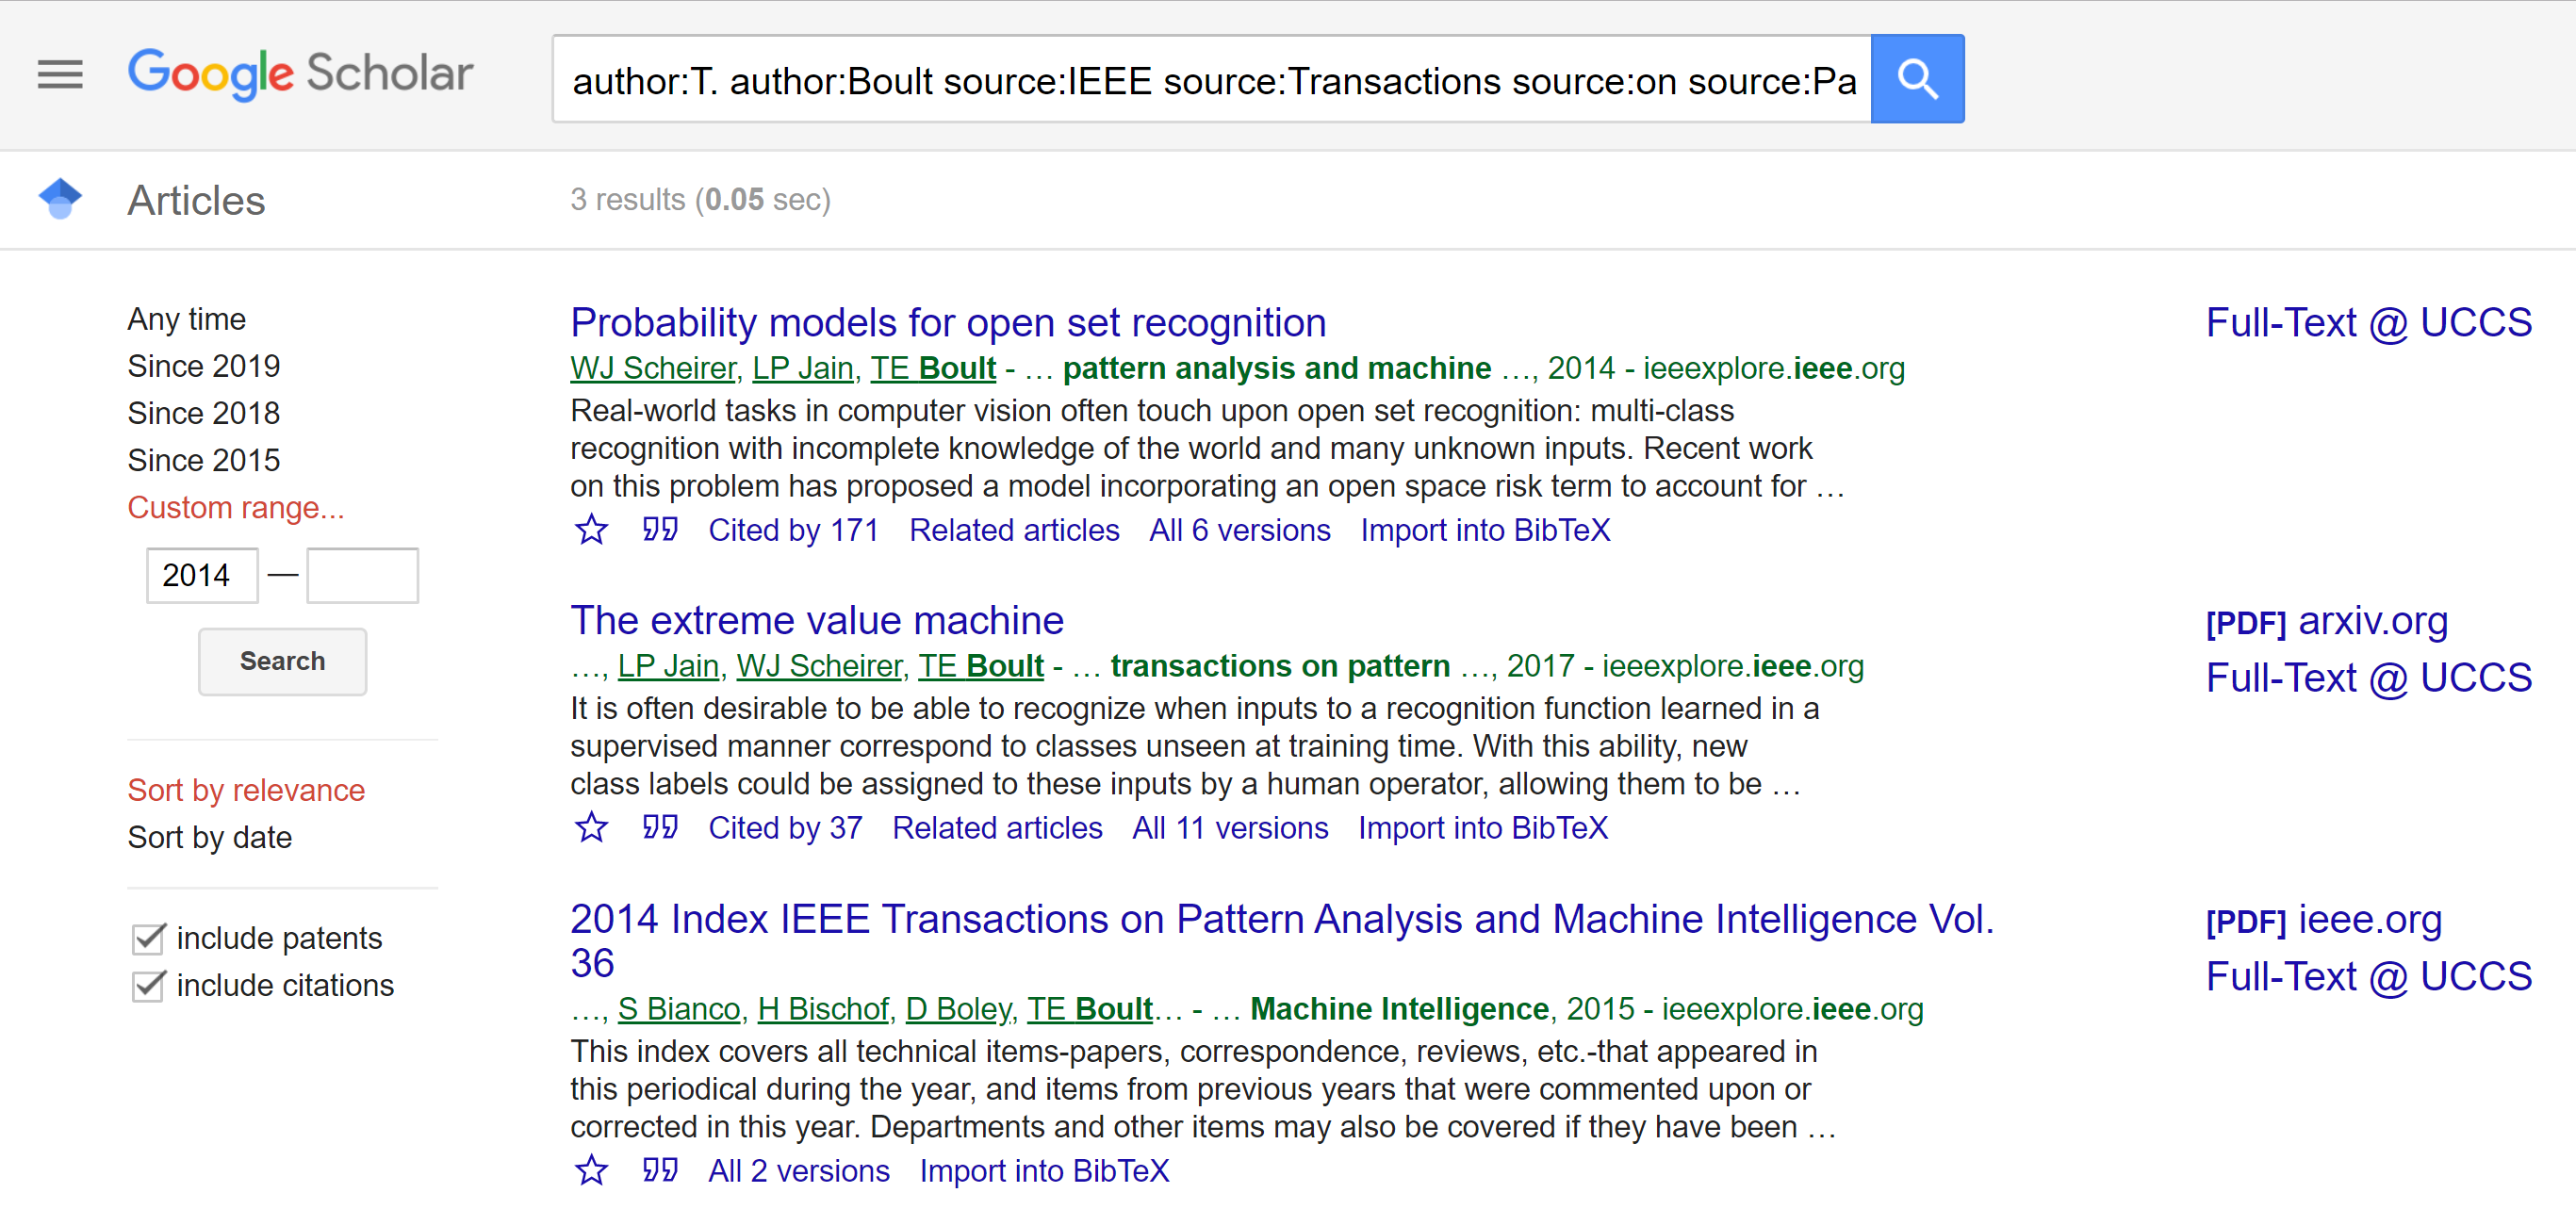 Google Scholar
author:T. author:Boult source:IEEE source:Transactions source:on source:Pa
Articles
3 results (0.05 sec)
Any time
Since 2019
Since 2018
Since 2015
Custom range...
2014 —
Search
Sort by relevance
Sort by date
include patents
include citations
Probability models for open set recognition
WJ Scheirer, LP Jain, TE Boult - … pattern analysis and machine …, 2014 - ieeexplore.ieee.org
Real-world tasks in computer vision often touch upon open set recognition: multi-class
recognition with incomplete knowledge of the world and many unknown inputs. Recent work
on this problem has proposed a model incorporating an open space risk term to account for …
Cited by 171 Related articles All 6 versions Import into BibTeX
Full-Text @ UCCS
The extreme value machine
…, LP Jain, WJ Scheirer, TE Boult - … transactions on pattern …, 2017 - ieeexplore.ieee.org
It is often desirable to be able to recognize when inputs to a recognition function learned in a
supervised manner correspond to classes unseen at training time. With this ability, new
class labels could be assigned to these inputs by a human operator, allowing them to be …
Cited by 37 Related articles All 11 versions Import into BibTeX
[PDF] arxiv.org
Full-Text @ UCCS
2014 Index IEEE Transactions on Pattern Analysis and Machine Intelligence Vol.
36
…, S Bianco, H Bischof, D Boley, TE Boult… - … Machine Intelligence, 2015 - ieeexplore.ieee.org
This index covers all technical items-papers, correspondence, reviews, etc.-that appeared in
this periodical during the year, and items from previous years that were commented upon or
corrected in this year. Departments and other items may also be covered if they have been …
All 2 versions Import into BibTeX
[PDF] ieee.org
Full-Text @ UCCS